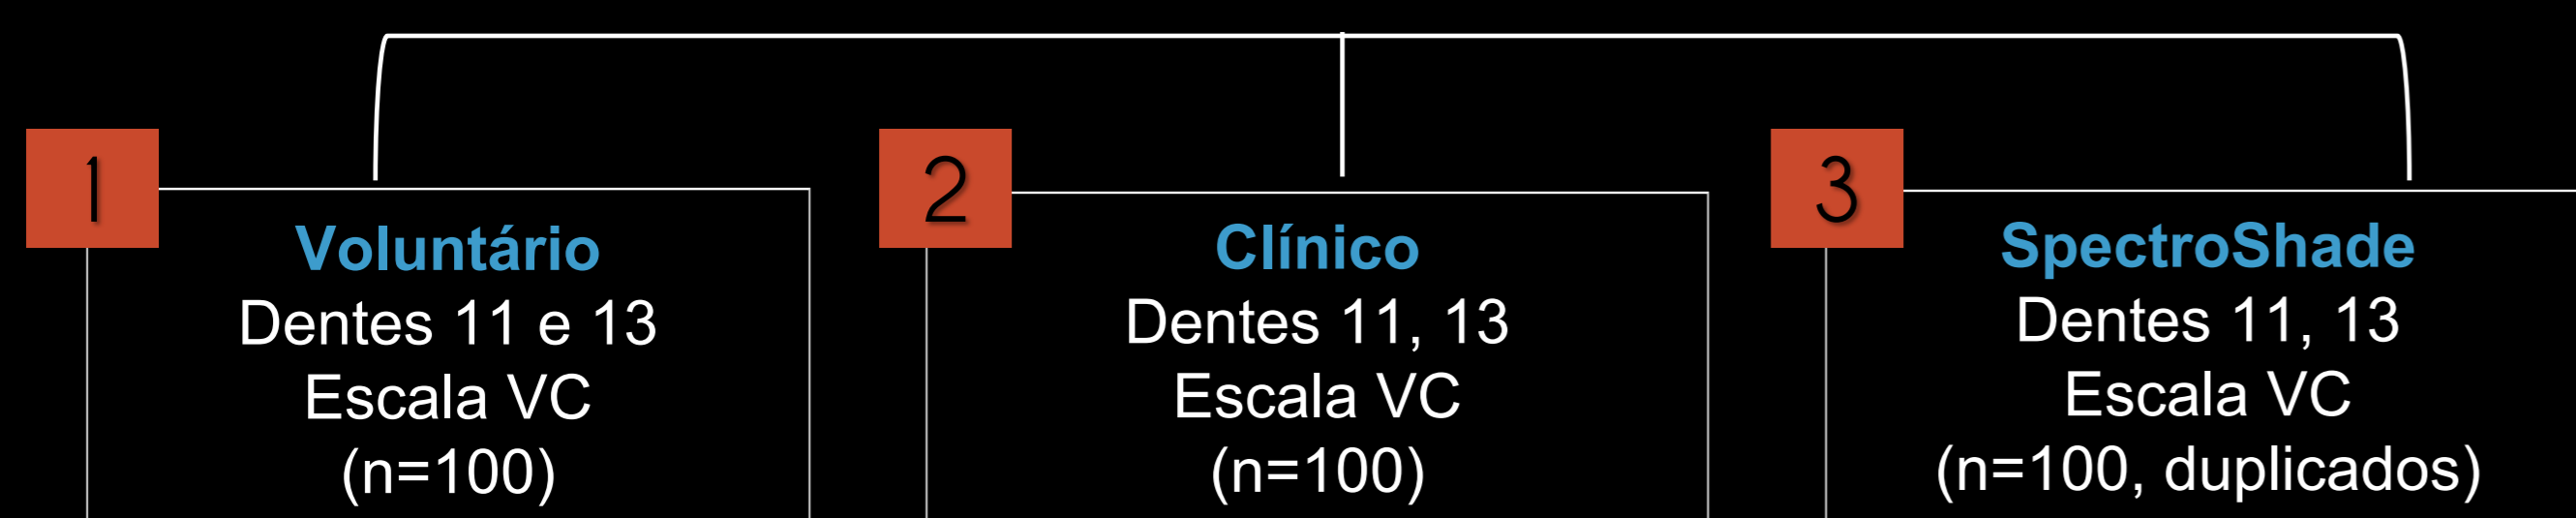 1
Voluntário
Dentes 11 e 13
Escala VC
(n=100)
2
Clínico
Dentes 11, 13
Escala VC
(n=100)
3
SpectroShade
Dentes 11, 13
Escala VC
(n=100, duplicados)